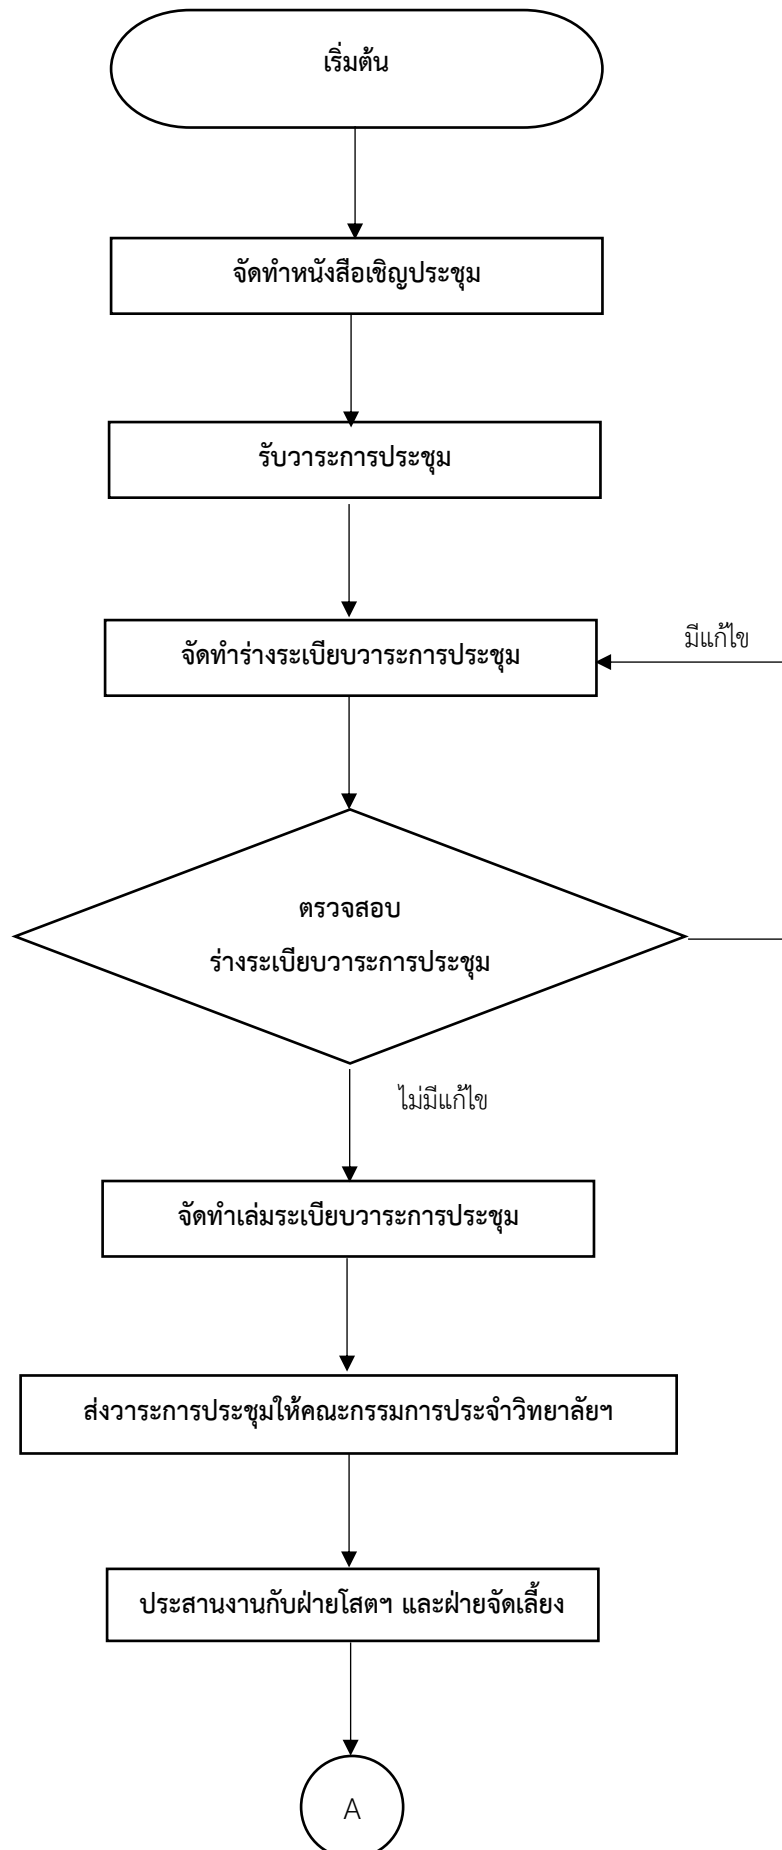 เริ่มต้น
จัดทำหนังสือเชิญประชุม
รับวาระการประชุม
จัดทำร่างระเบียบวาระการประชุม
มีแก้ไข
ตรวจสอบ
ร่างระเบียบวาระการประชุม
ไม่มีแก้ไข
จัดทำเล่มระเบียบวาระการประชุม
ส่งวาระการประชุมให้คณะกรรมการประจำวิทยาลัยฯ
ประสานงานกับฝ่ายโสตฯ และฝ่ายจัดเลี้ยง
A